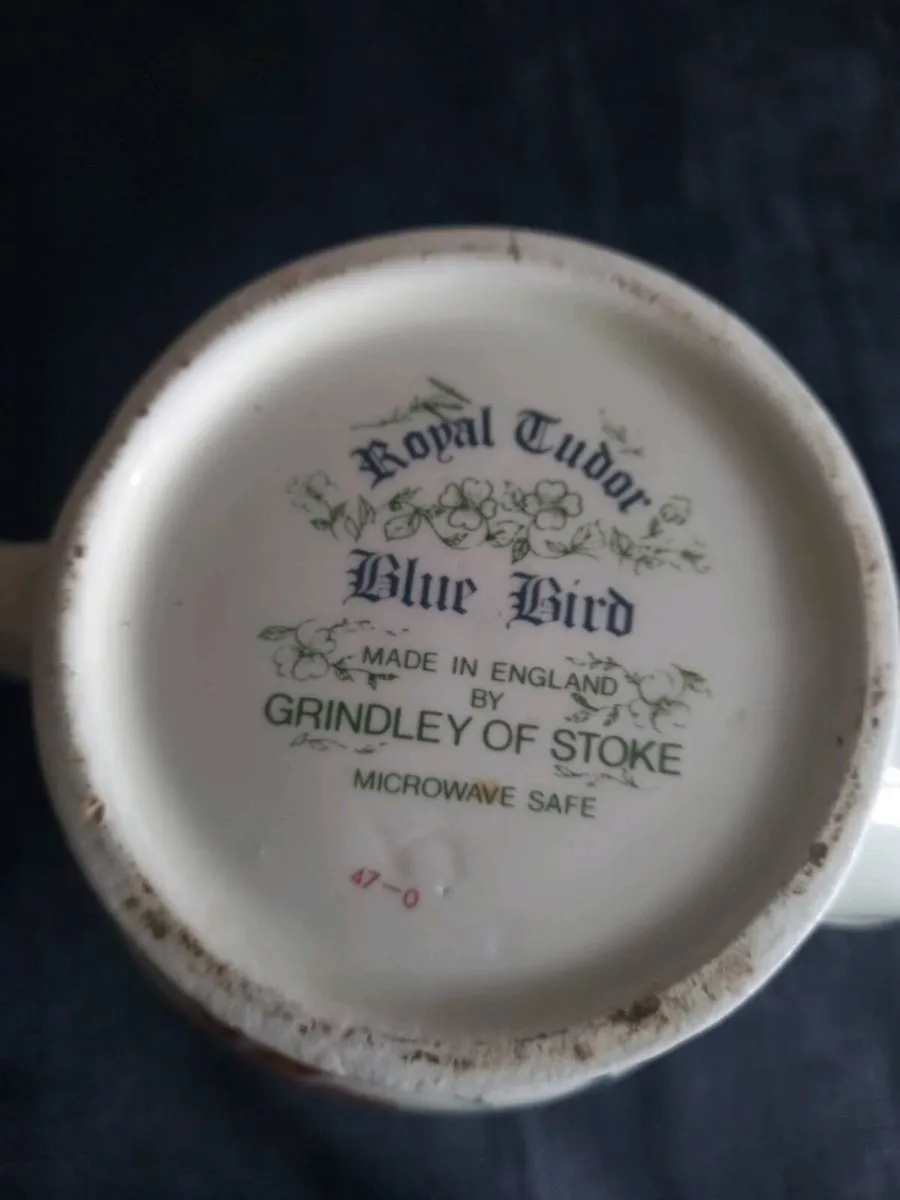 Royal Tudor
Blue Bird
MADE IN ENGLAND
BY
GRINDLEY OF STOKE
MICROWAVE SAFE
47-0